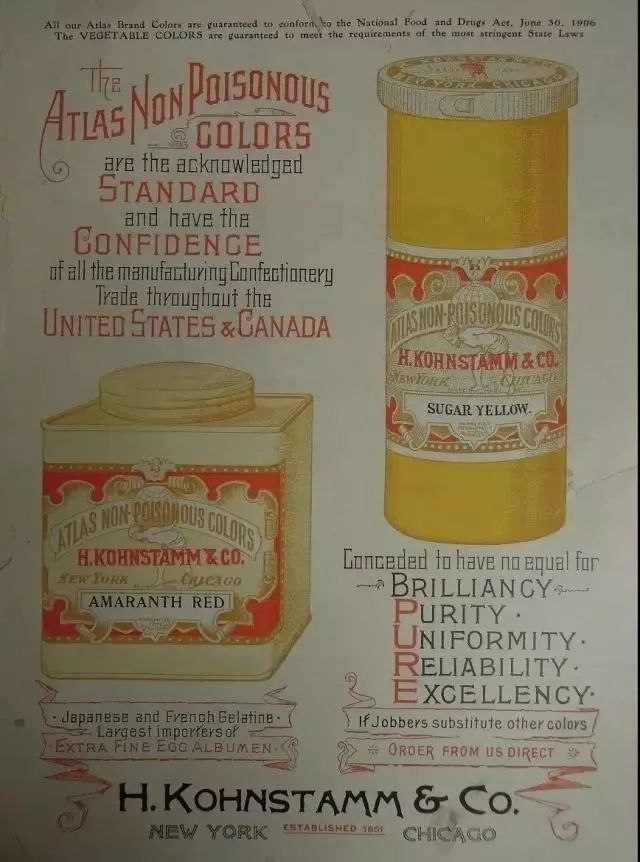 All our Atlas Brand Colors are guaranteed to conform to the National Food and Drugs Act, June 30, 1906
The VEGETABLE COLORS are guaranteed to meet the requirements of the most stringent State Laws
The
ATLAS NON POISONOUS
COLORS
are the acknowledged
STANDARD
and have the
CONFIDENCE
of all the manufacturing Confectionery
Trade throughout the
UNITED STATES & CANADA
NEW YORK CHICAGO
ATLAS NON-POISONOUS COLORS
H. KOHNSTAMM & CO.
NEW YORK CHICAGO
SUGAR YELLOW.
ATLAS NON-POISONOUS COLORS
H. KOHNSTAMM & CO.
NEW YORK CHICAGO
AMARANTH RED
Conceded to have no equal for
BRILLIANCY
PURITY ·
UNIFORMITY ·
RELIABILITY ·
EXCELLENCY ·
· Japanese and French Gelatine ·
Largest importers of
· EXTRA FINE EGG ALBUMEN ·
If Jobbers substitute other colors
ORDER FROM US DIRECT
H. KOHNSTAMM & CO.
NEW YORK ESTABLISHED 1851 CHICAGO